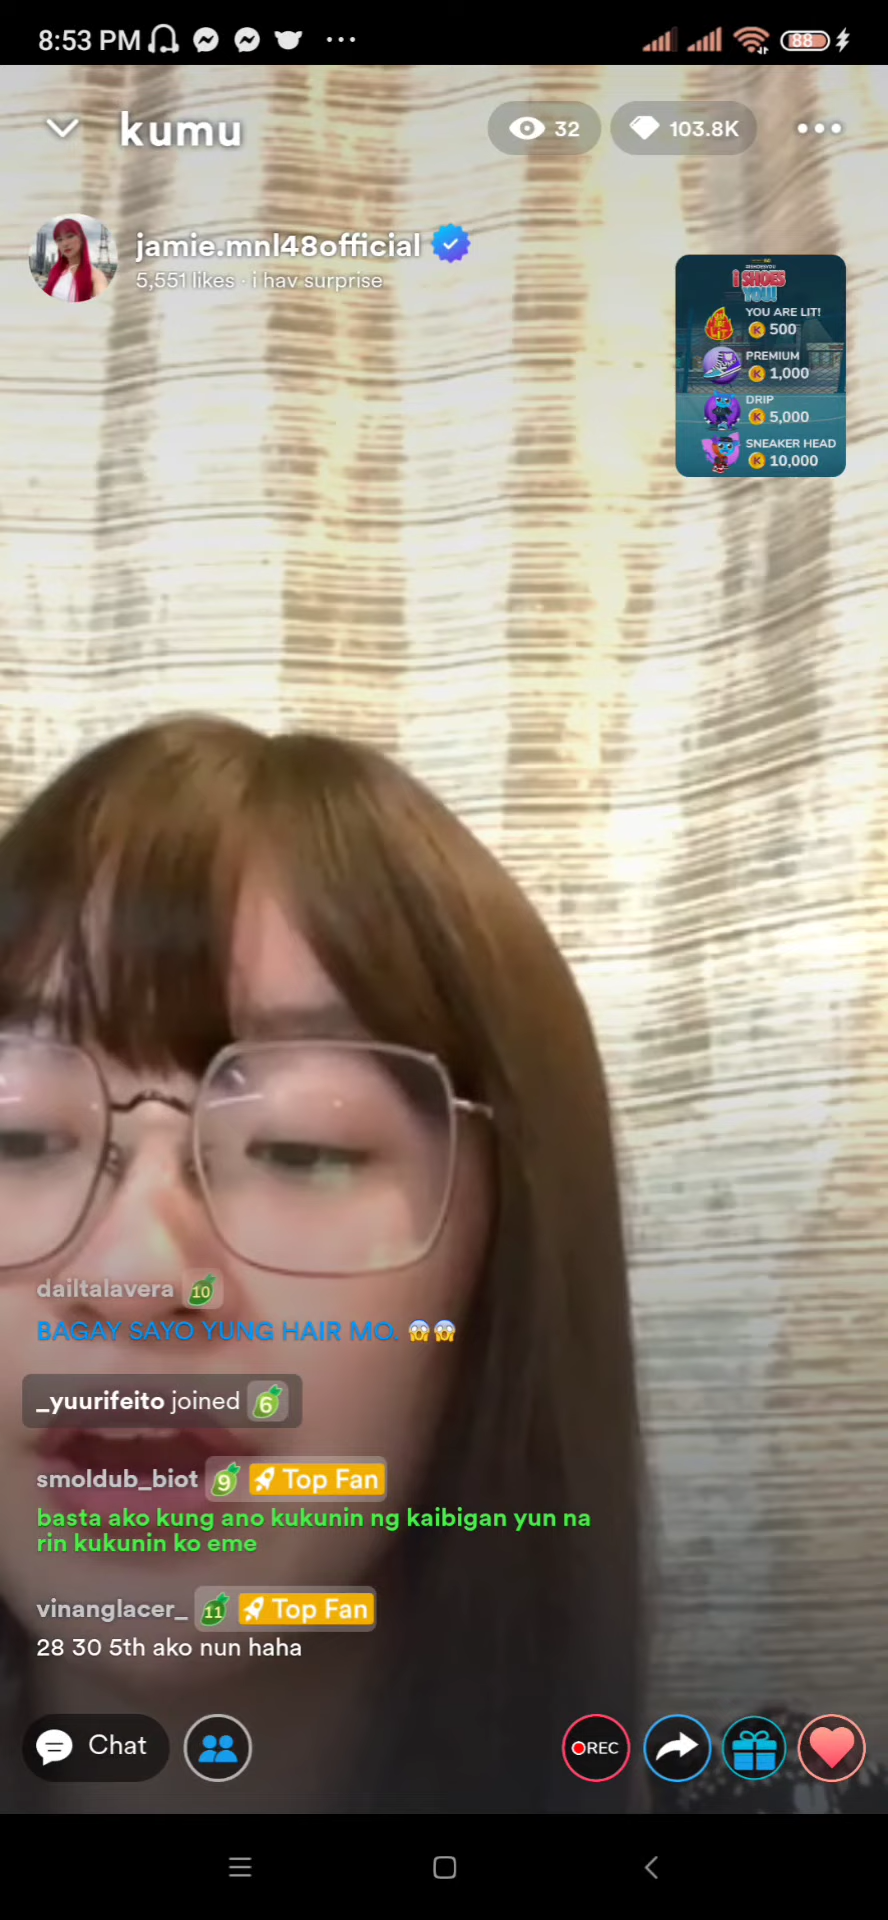 8:53 PM
88
kumu
32
103.8K
jamie.mnl48official
5,551 likes · i hav surprise
I SHOES
YOU!
YOU ARE LIT!
500
PREMIUM
1,000
DRIP
5,000
SNEAKER HEAD
10,000
dailtalavera 10
BAGAY SAYO YUNG HAIR MO. 😱😱
_yuurifeito joined 6
smoldub_biot 9 Top Fan
basta ako kung ano kukunin ng kaibigan yun na
rin kukunin ko eme
vinanglacer_ 11 Top Fan
28 30 5th ako nun haha
Chat
REC